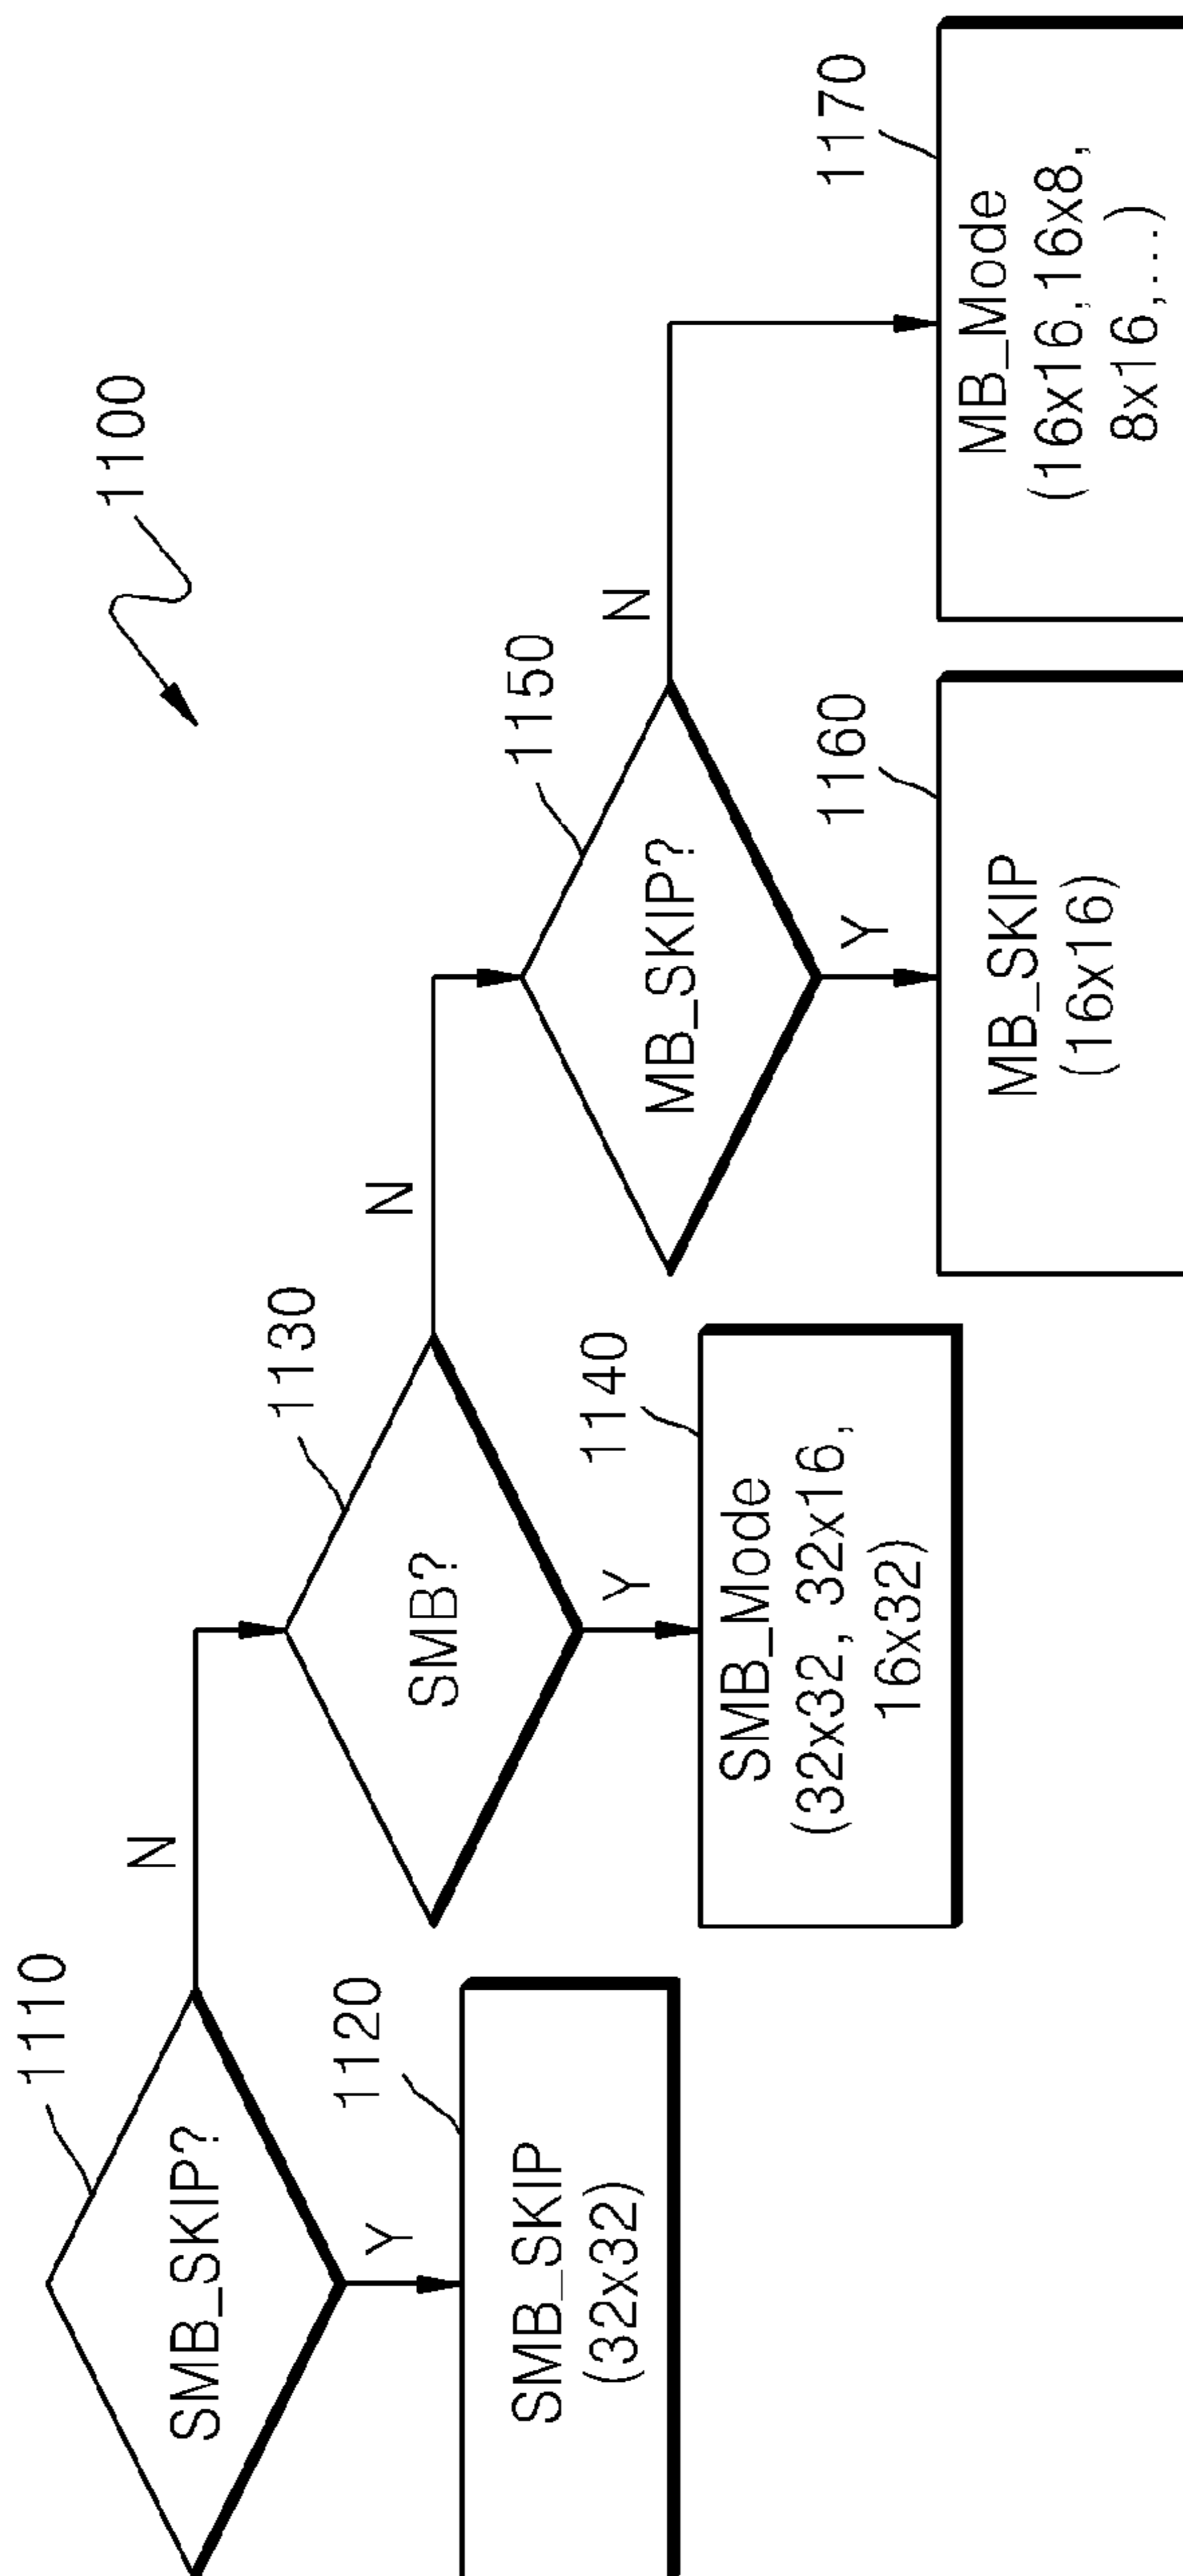 1100
1110
SMB_SKIP?
N
Y
1120
SMB_SKIP
(32x32)
1130
SMB?
N
Y
1140
SMB_Mode
(32x32, 32x16,
16x32)
1150
MB_SKIP?
N
Y
1160
MB_SKIP
(16x16)
1170
MB_Mode
(16x16,16x8,
8x16,...)